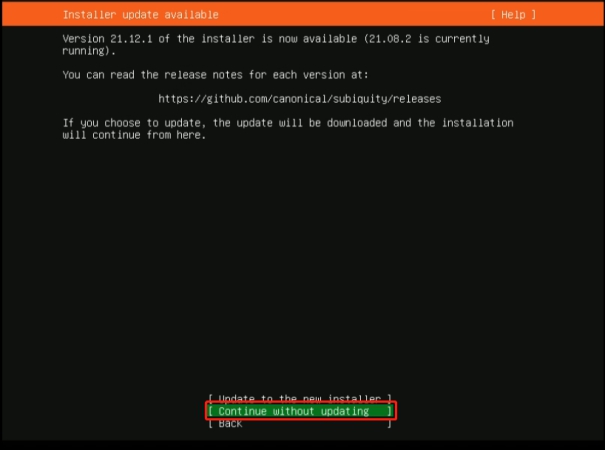 Installer update available [ Help ]
Version 21.12.1 of the installer is now available (21.08.2 is currently
running).
You can read the release notes for each version at:
https://github.com/canonical/subiquity/releases
If you choose to update, the update will be downloaded and the installation
will continue from here.
[ Update to the new installer ]
[ Continue without updating ]
[ Back ]